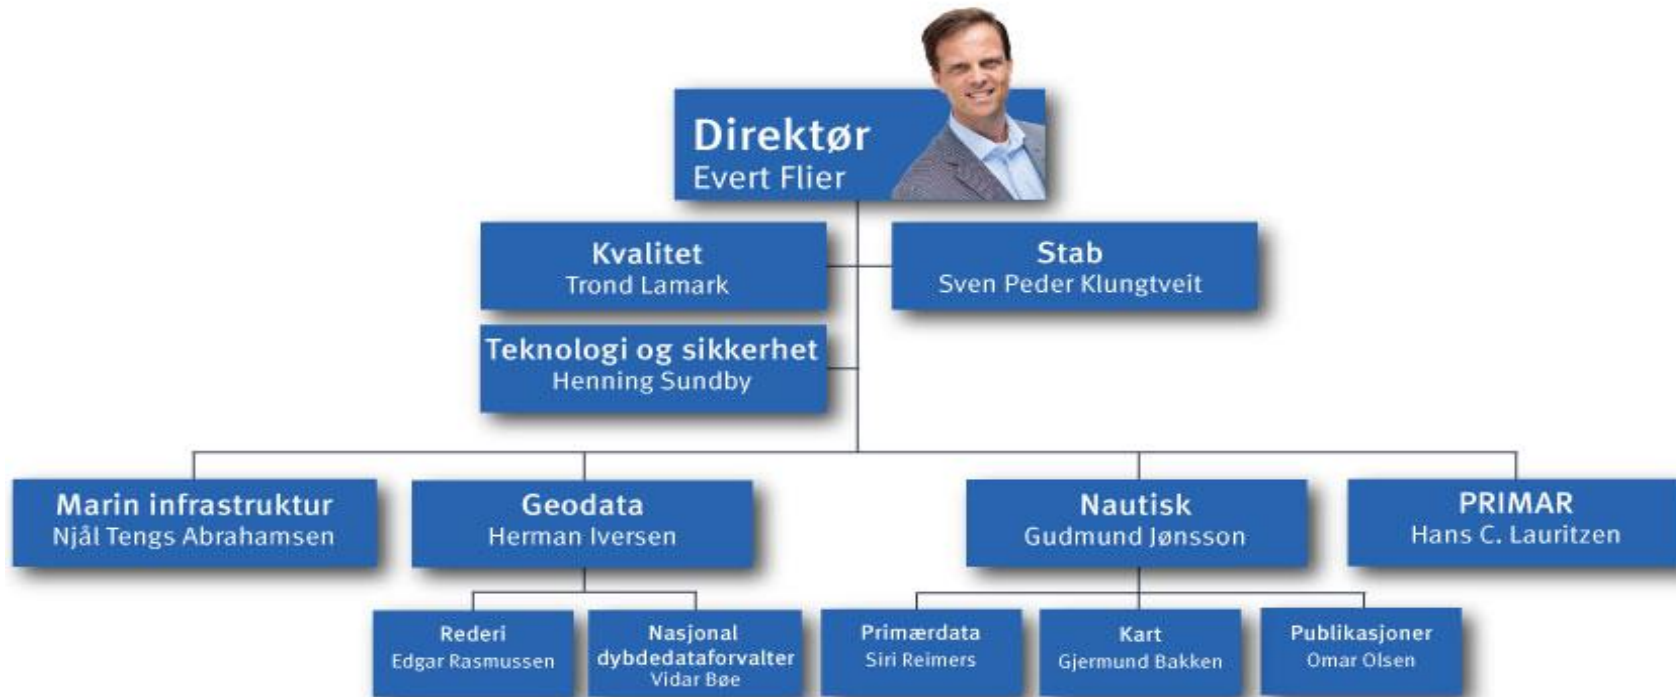 Direktør
Evert Flier
Kvalitet
Trond Lamark
Stab
Sven Peder Klungtveit
Teknologi og sikkerhet
Henning Sundby
Marin infrastruktur
Njål Tengs Abrahamsen
Geodata
Herman Iversen
Nautisk
Gudmund Jønsson
PRIMAR
Hans C. Lauritzen
Rederi
Edgar Rasmussen
Nasjonal
dybdedataforvalter
Vidar Bøe
Primærdata
Siri Reimers
Kart
Gjermund Bakken
Publikasjoner
Omar Olsen